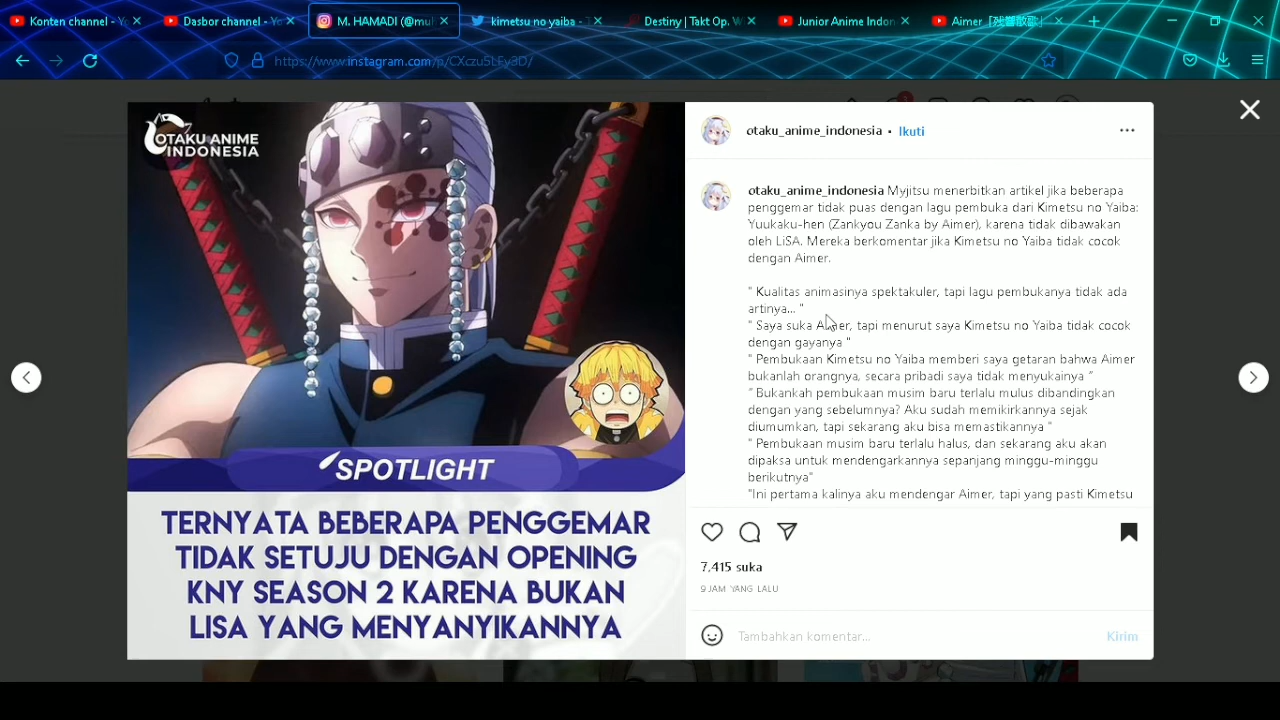 Konten channel - Yo
Dasbor channel - Yo
M. HAMADI (@mul
kimetsu no yaiba -
Destiny | Takt Op. W
Junior Anime Indon
Aimer『残響散歌』
https://www.instagram.com/p/CXczu5LFy3D/
OTAKU ANIME
INDONESIA
SPOTLIGHT
TERNYATA BEBERAPA PENGGEMAR
TIDAK SETUJU DENGAN OPENING
KNY SEASON 2 KARENA BUKAN
LISA YANG MENYANYIKANNYA
otaku_anime_indonesia • Ikuti
otaku_anime_indonesia Myjitsu menerbitkan artikel jika beberapa
penggemar tidak puas dengan lagu pembuka dari Kimetsu no Yaiba:
Yuukaku-hen (Zankyou Zanka by Aimer), karena tidak dibawakan
oleh LiSA. Mereka berkomentar jika Kimetsu no Yaiba tidak cocok
dengan Aimer.
" Kualitas animasinya spektakuler, tapi lagu pembukanya tidak ada
artinya... "
" Saya suka Aimer, tapi menurut saya Kimetsu no Yaiba tidak cocok
dengan gayanya "
" Pembukaan Kimetsu no Yaiba memberi saya getaran bahwa Aimer
bukanlah orangnya, secara pribadi saya tidak menyukainya "
" Bukankah pembukaan musim baru terlalu mulus dibandingkan
dengan yang sebelumnya? Aku sudah memikirkannya sejak
diumumkan, tapi sekarang aku bisa memastikannya "
" Pembukaan musim baru terlalu halus, dan sekarang aku akan
dipaksa untuk mendengarkannya sepanjang minggu-minggu
berikutnya"
"Ini pertama kalinya aku mendengar Aimer, tapi yang pasti Kimetsu
7,415 suka
9 JAM YANG LALU
Tambahkan komentar...
Kirim